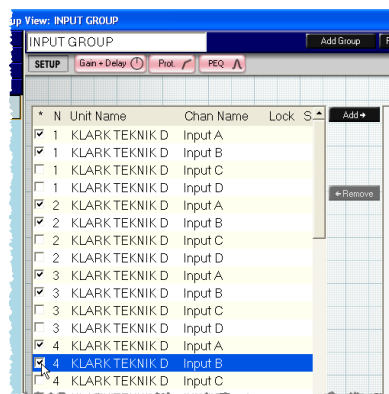 up View: INPUT GROUP
INPUT GROUP
Add Group
SETUP Gain + Delay Prot. PEQ
* N Unit Name Chan Name Lock S
Add
1 KLARK TEKNIK D Input A
1 KLARK TEKNIK D Input B
1 KLARK TEKNIK D Input C
1 KLARK TEKNIK D Input D
Remove
2 KLARK TEKNIK D Input A
2 KLARK TEKNIK D Input B
2 KLARK TEKNIK D Input C
2 KLARK TEKNIK D Input D
3 KLARK TEKNIK D Input A
3 KLARK TEKNIK D Input B
3 KLARK TEKNIK D Input C
3 KLARK TEKNIK D Input D
4 KLARK TEKNIK D Input A
4 KLARK TEKNIK D Input B
4 KLARK TEKNIK D Input C